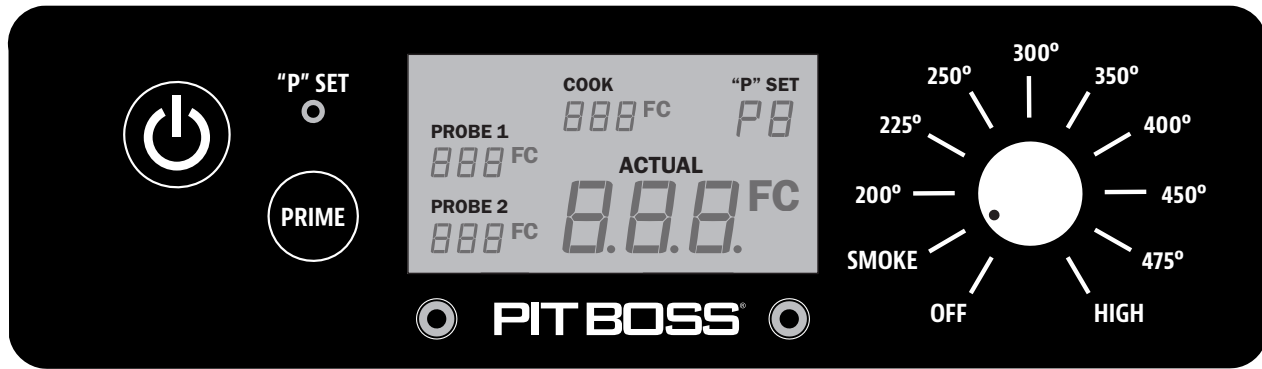 "P" SET
PRIME
COOK
888 FC
"P" SET
P8
PROBE 1
888 FC
PROBE 2
888 FC
ACTUAL
8.8.8. FC
PIT BOSS®
OFF
SMOKE
200º
225º
250º
300º
350º
400º
450º
475º
HIGH